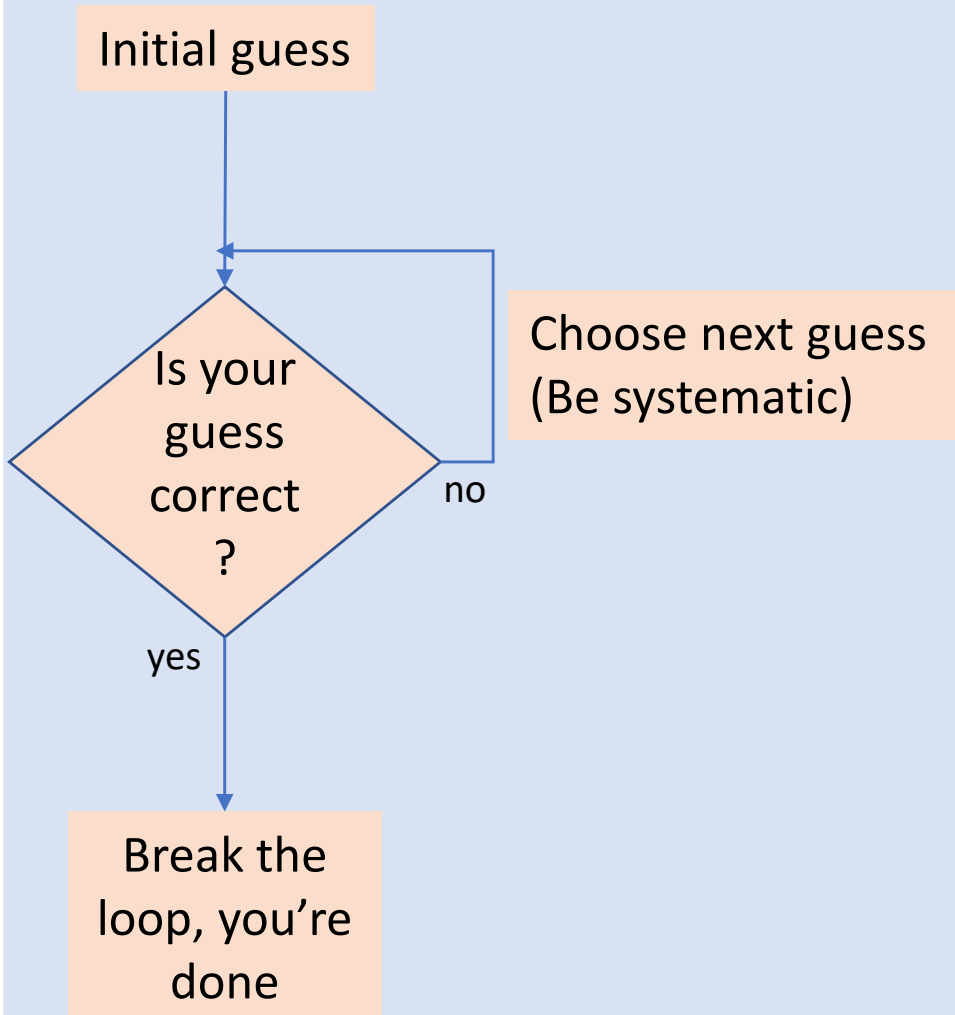 Initial guess
Is your
guess
correct
?
Choose next guess
(Be systematic)
no
yes
Break the
loop, you’re
done